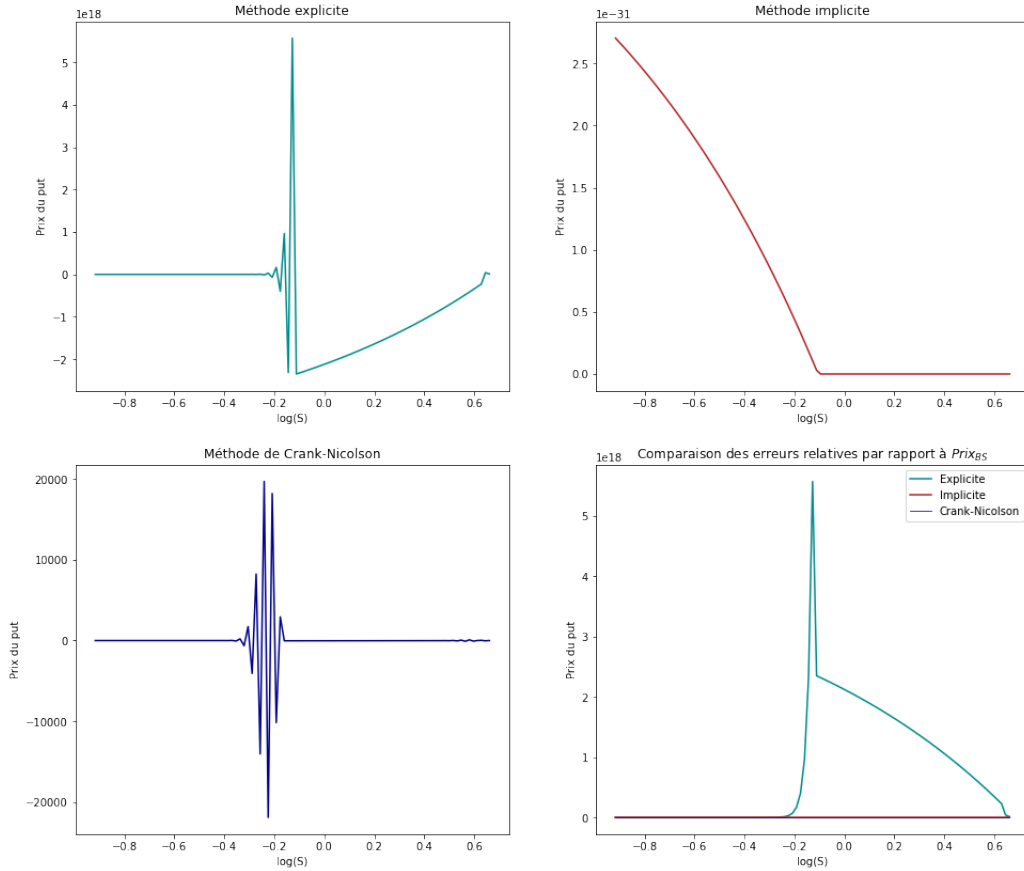 Méthode explicite
1e18
5
4
3
2
1
0
−1
−2
Prix du put
−0.8 −0.6 −0.4 −0.2 0.0 0.2 0.4 0.6
log(S)
Méthode implicite
1e−31
2.5
2.0
1.5
1.0
0.5
0.0
Prix du put
−0.8 −0.6 −0.4 −0.2 0.0 0.2 0.4 0.6
log(S)
Méthode de Crank-Nicolson
20000
10000
0
−10000
−20000
Prix du put
−0.8 −0.6 −0.4 −0.2 0.0 0.2 0.4 0.6
log(S)
Comparaison des erreurs relatives par rapport à Prix_BS
1e18
Explicite
Implicite
Crank-Nicolson
5
4
3
2
1
0
Prix du put
−0.8 −0.6 −0.4 −0.2 0.0 0.2 0.4 0.6
log(S)